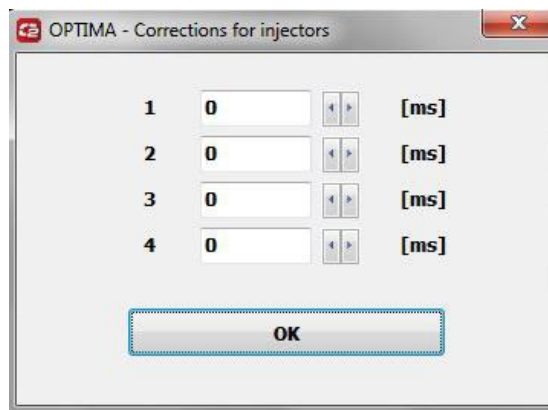 OPTIMA - Corrections for injectors
1 0 [ms]
2 0 [ms]
3 0 [ms]
4 0 [ms]
OK